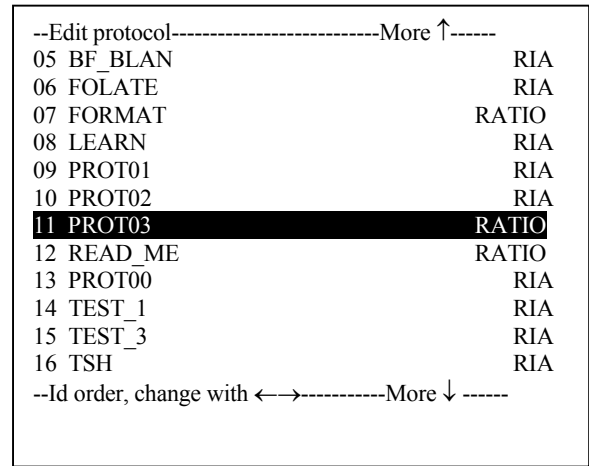 --Edit protocol---------------------------More ↑------
05 BF_BLAN RIA
06 FOLATE RIA
07 FORMAT RATIO
08 LEARN RIA
09 PROT01 RIA
10 PROT02 RIA
11 PROT03 RATIO
12 READ_ME RATIO
13 PROT00 RIA
14 TEST_1 RIA
15 TEST_3 RIA
16 TSH RIA
--Id order, change with ←→-----------More ↓ ------